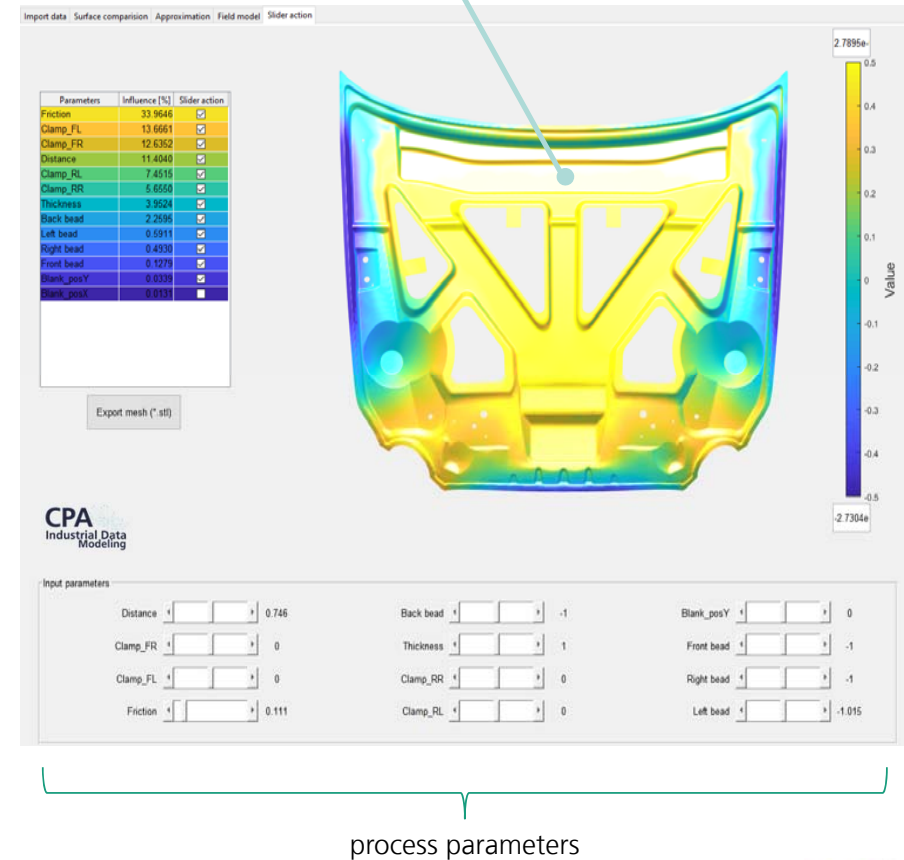 Import data Surface comparision Approximation Field model Slider action
2.7895e-
Parameters Influence [%] Slider action
Friction 33.9646
Clamp_FL 13.6661
Clamp_FR 12.6352
Distance 11.4040
Clamp_RL 7.4515
Clamp_RR 5.6550
Thickness 3.9524
Back bead 2.2595
Left bead 0.5911
Right bead 0.4930
Front bead 0.1279
Blank_posY 0.0339
Blank_posX 0.0131
0.5
0.4
0.3
0.2
0.1
0
-0.1
-0.2
-0.3
-0.4
-0.5
Value
-2.7304e
Export mesh (*.stl)
CPA
Industrial Data
Modeling
Input parameters
Distance 0.746 Back bead -1 Blank_posY 0
Clamp_FR 0 Thickness 1 Front bead -1
Clamp_FL 0 Clamp_RR 0 Right bead -1
Friction 0.111 Clamp_RL 0 Left bead -1.015
process parameters